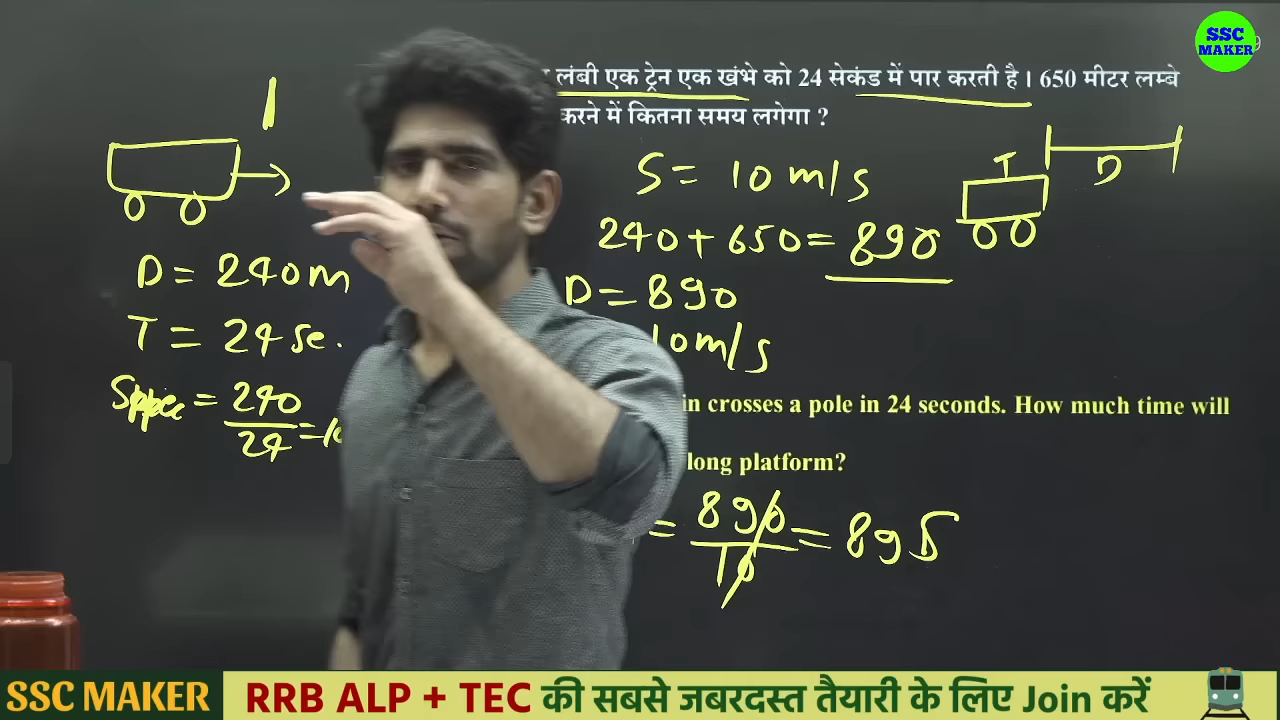 SSC
MAKER
लंबी एक ट्रेन एक खंभे को 24 सेकंड में पार करती है। 650 मीटर लम्बे
करने में कितना समय लगेगा ?
S = 10 m/s
T
D
240 + 650 = 890
D = 240m
D = 890
T = 24 Se.
10 m/s
= 240
24
in crosses a pole in 24 seconds. How much time will
long platform?
= 890 = 89 S
10
SSC MAKER RRB ALP + TEC की सबसे जबरदस्त तैयारी के लिए Join करें